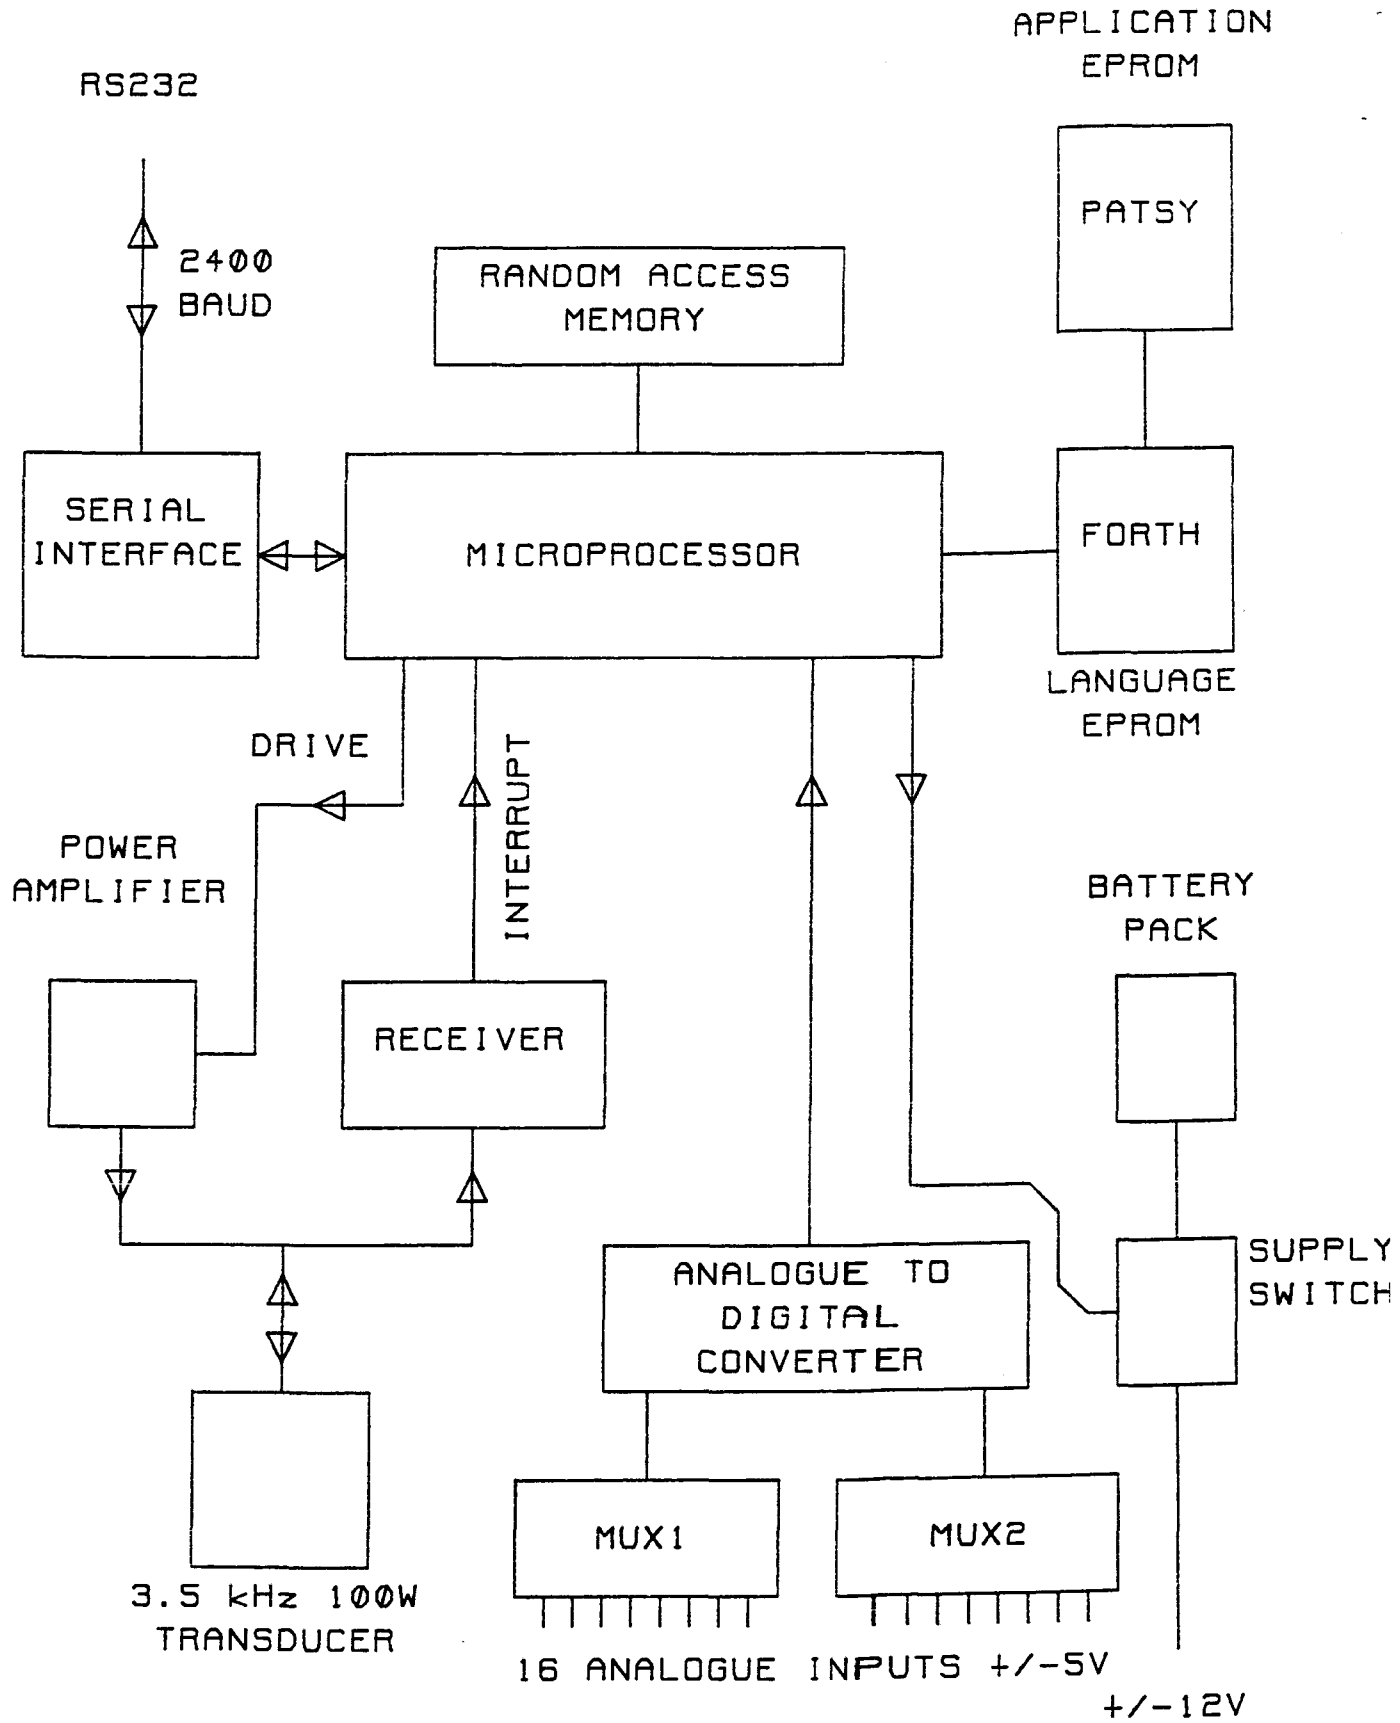 APPLICATION
EPROM
RS232
PATSY
2400
BAUD
RANDOM ACCESS
MEMORY
SERIAL
INTERFACE
MICROPROCESSOR
FORTH
LANGUAGE
EPROM
DRIVE
INTERRUPT
POWER
AMPLIFIER
BATTERY
PACK
RECEIVER
SUPPLY
SWITCH
ANALOGUE TO
DIGITAL
CONVERTER
MUX1
MUX2
3.5 kHz 100W
TRANSDUCER
16 ANALOGUE INPUTS +/-5V
+/-12V